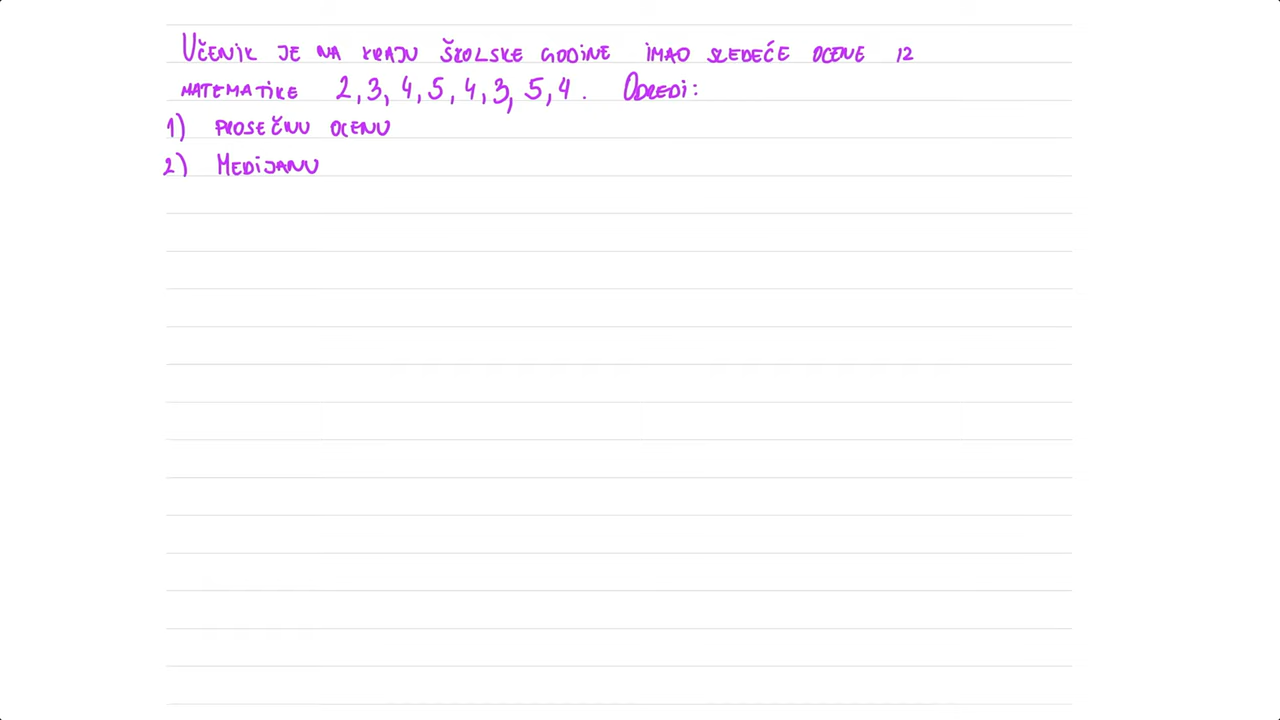 Učenik je na kraju školske godine imao sledeće ocene iz
matematike 2, 3, 4, 5, 4, 3, 5, 4. Odredi:
1) prosečnu ocenu
2) Medijanu